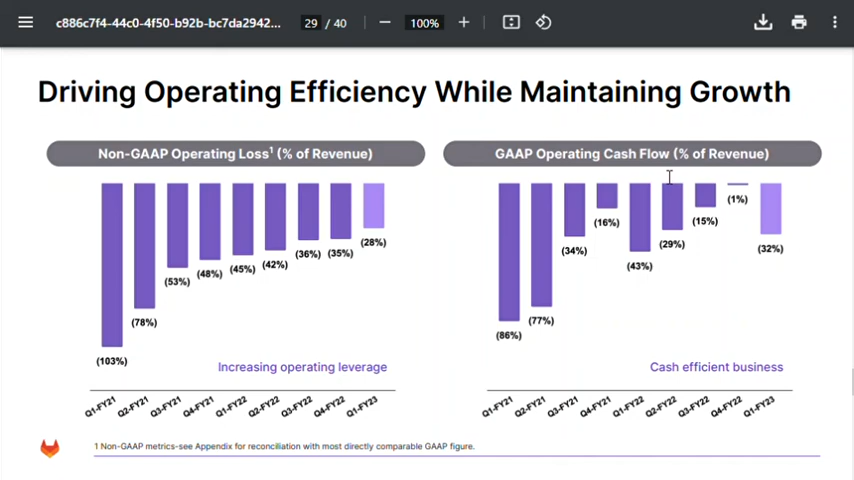 c886c7f4-44c0-4f50-b92b-bc7da2942...
29 / 40
100%
Driving Operating Efficiency While Maintaining Growth
Non-GAAP Operating Loss¹ (% of Revenue)
(103%)
(78%)
(53%)
(48%)
(45%)
(42%)
(36%)
(35%)
(28%)
Increasing operating leverage
Q1-FY21
Q2-FY21
Q3-FY21
Q4-FY21
Q1-FY22
Q2-FY22
Q3-FY22
Q4-FY22
Q1-FY23
GAAP Operating Cash Flow (% of Revenue)
(86%)
(77%)
(34%)
(16%)
(43%)
(29%)
(15%)
(1%)
(32%)
Cash efficient business
Q1-FY21
Q2-FY21
Q3-FY21
Q4-FY21
Q1-FY22
Q2-FY22
Q3-FY22
Q4-FY22
Q1-FY23
1 Non-GAAP metrics-see Appendix for reconciliation with most directly comparable GAAP figure.